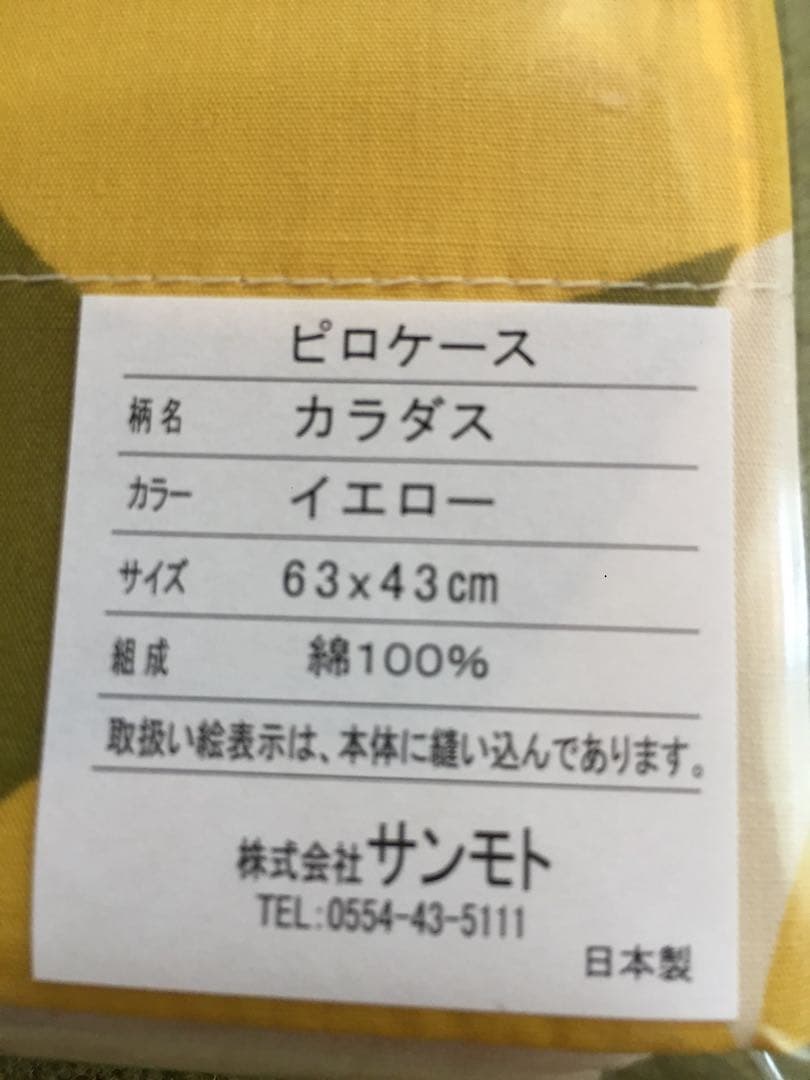 ピロケース
柄名 カラダス
カラー イエロー
サイズ 63x43cm
組成 綿100%
取扱い絵表示は、本体に縫い込んであります。
株式会社サンモト
TEL:0554-43-5111
日本製